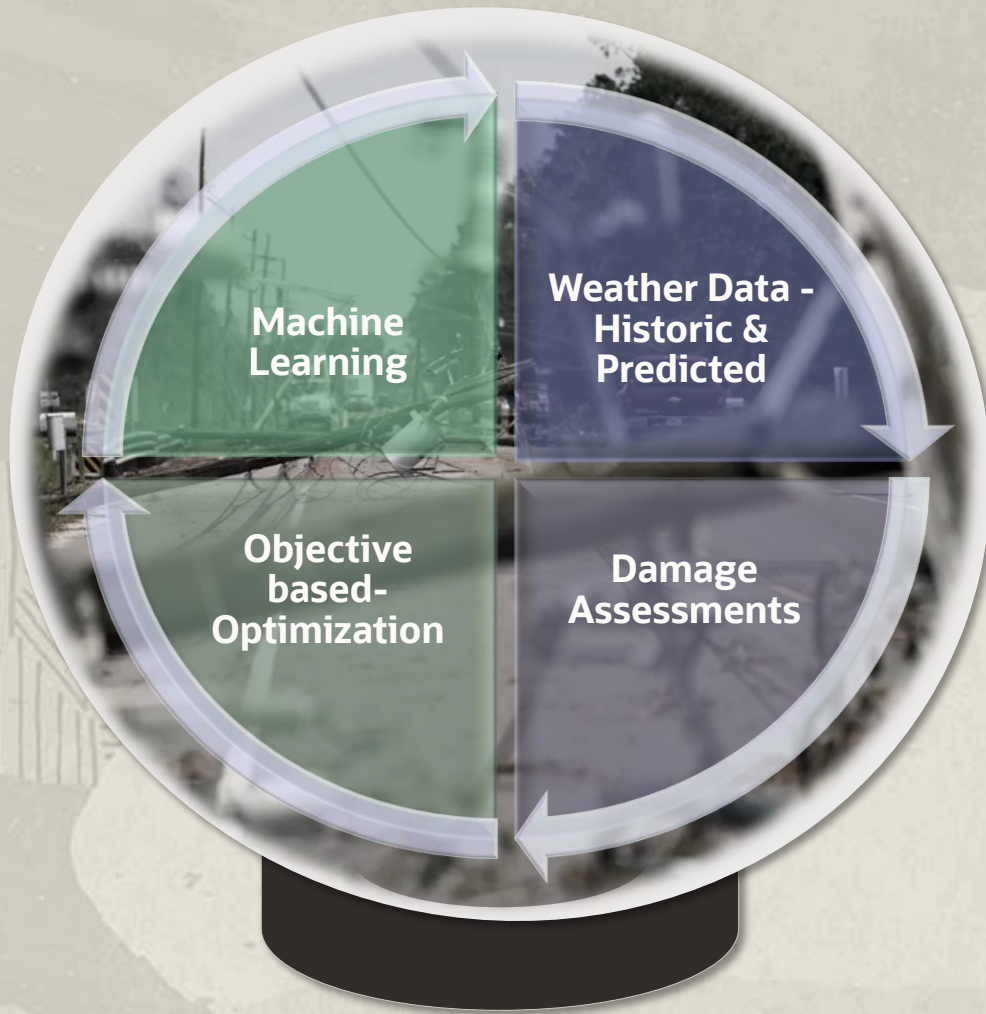 Machine
Learning
Weather Data -
Historic &
Predicted
Objective
based-
Optimization
Damage
Assessments